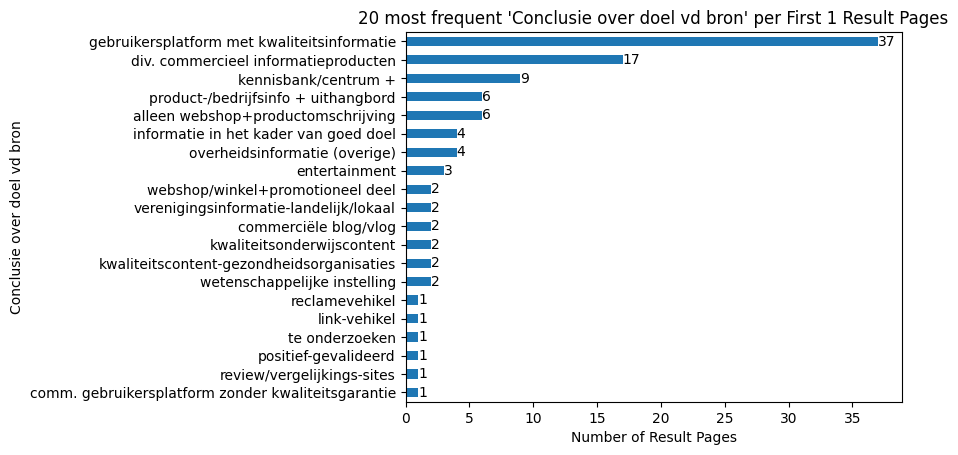 20 most frequent 'Conclusie over doel vd bron' per First 1 Result Pages
gebruikersplatform met kwaliteitsinformatie 37
div. commercieel informatieproducten 17
kennisbank/centrum + 9
product-/bedrijfsinfo + uithangbord 6
alleen webshop+productomschrijving 6
informatie in het kader van goed doel 4
overheidsinformatie (overige) 4
entertainment 3
webshop/winkel+promotioneel deel 2
verenigingsinformatie-landelijk/lokaal 2
commerciële blog/vlog 2
kwaliteitsonderwijscontent 2
kwaliteitscontent-gezondheidsorganisaties 2
wetenschappelijke instelling 2
reclamevehikel 1
link-vehikel 1
te onderzoeken 1
positief-gevalideerd 1
review/vergelijkings-sites 1
comm. gebruikersplatform zonder kwaliteitsgarantie 1
Conclusie over doel vd bron
0 5 10 15 20 25 30 35
Number of Result Pages